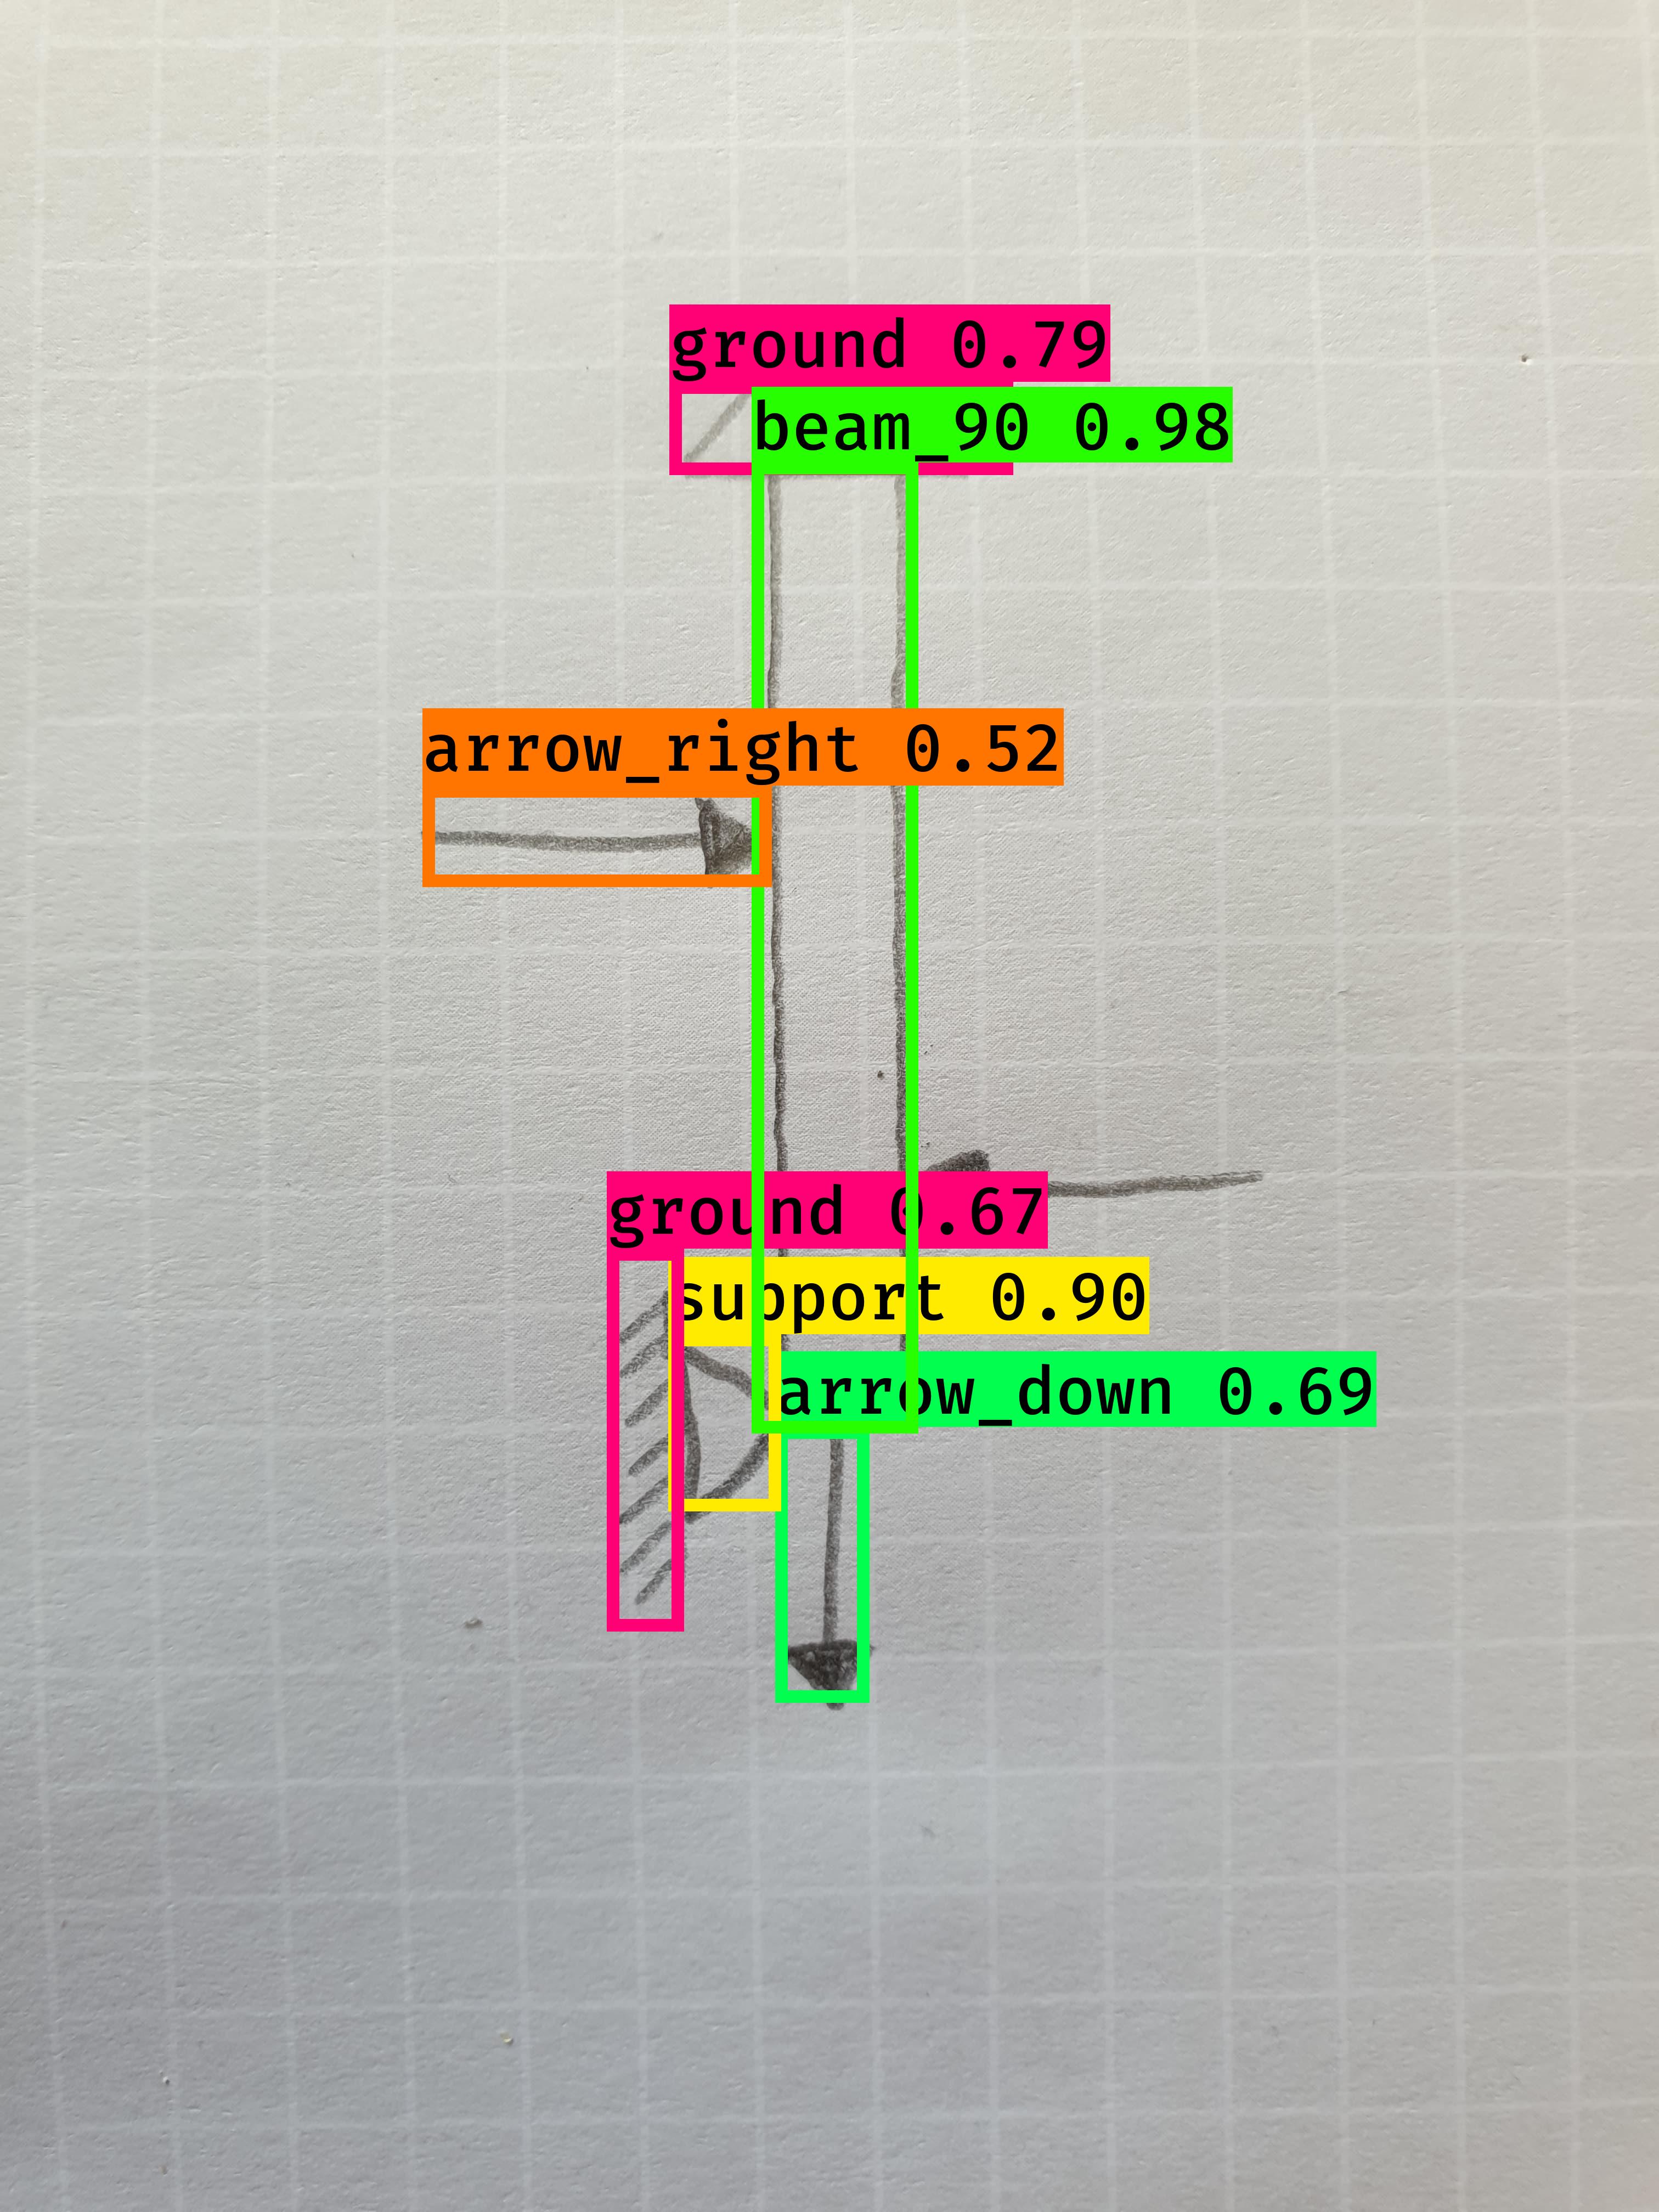 ground 0.79
beam_90 0.98
arrow_right 0.52
ground 0.67
support 0.90
arrow_down 0.69